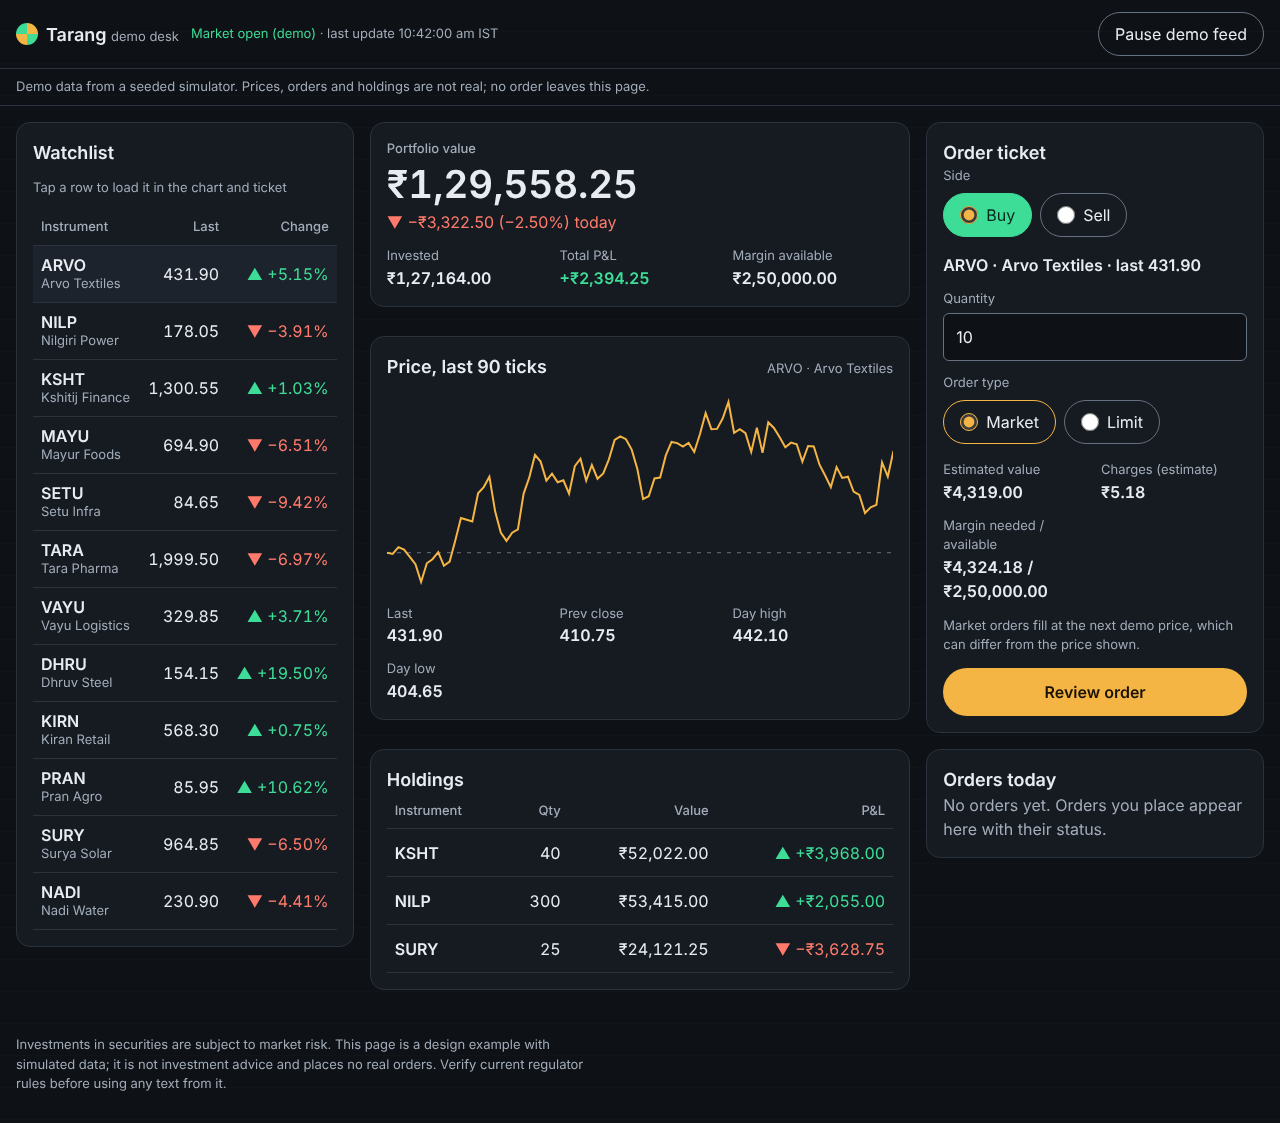 Tarang demo desk Market open (demo) · last update 10:42:00 am IST
Pause demo feed
Demo data from a seeded simulator. Prices, orders and holdings are not real; no order leaves this page.
Watchlist
Tap a row to load it in the chart and ticket
Instrument Last Change
ARVO
Arvo Textiles
431.90 ▲ +5.15%
NILP
Nilgiri Power
178.05 ▼ −3.91%
KSHT
Kshitij Finance
1,300.55 ▲ +1.03%
MAYU
Mayur Foods
694.90 ▼ −6.51%
SETU
Setu Infra
84.65 ▼ −9.42%
TARA
Tara Pharma
1,999.50 ▼ −6.97%
VAYU
Vayu Logistics
329.85 ▲ +3.71%
DHRU
Dhruv Steel
154.15 ▲ +19.50%
KIRN
Kiran Retail
568.30 ▲ +0.75%
PRAN
Pran Agro
85.95 ▲ +10.62%
SURY
Surya Solar
964.85 ▼ −6.50%
NADI
Nadi Water
230.90 ▼ −4.41%
Portfolio value
₹1,29,558.25
▼ −₹3,322.50 (−2.50%) today
Invested Total P&L Margin available
₹1,27,164.00 +₹2,394.25 ₹2,50,000.00
Price, last 90 ticks
ARVO · Arvo Textiles
Last Prev close Day high
431.90 410.75 442.10
Day low
404.65
Holdings
Instrument Qty Value P&L
KSHT 40 ₹52,022.00 ▲ +₹3,968.00
NILP 300 ₹53,415.00 ▲ +₹2,055.00
SURY 25 ₹24,121.25 ▼ −₹3,628.75
Order ticket
Side
Buy Sell
ARVO · Arvo Textiles · last 431.90
Quantity
10
Order type
Market Limit
Estimated value Charges (estimate)
₹4,319.00 ₹5.18
Margin needed /
available
₹4,324.18 /
₹2,50,000.00
Market orders fill at the next demo price, which
can differ from the price shown.
Review order
Orders today
No orders yet. Orders you place appear
here with their status.
Investments in securities are subject to market risk. This page is a design example with
simulated data; it is not investment advice and places no real orders. Verify current regulator
rules before using any text from it.